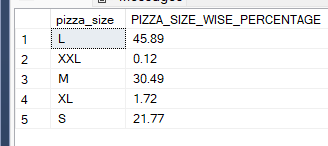 Messages
pizza_size PIZZA_SIZE_WISE_PERCENTAGE
1 L 45.89
2 XXL 0.12
3 M 30.49
4 XL 1.72
5 S 21.77